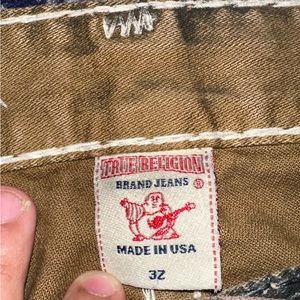 TRUE RELIGION
BRAND JEANS ®
MADE IN USA
32